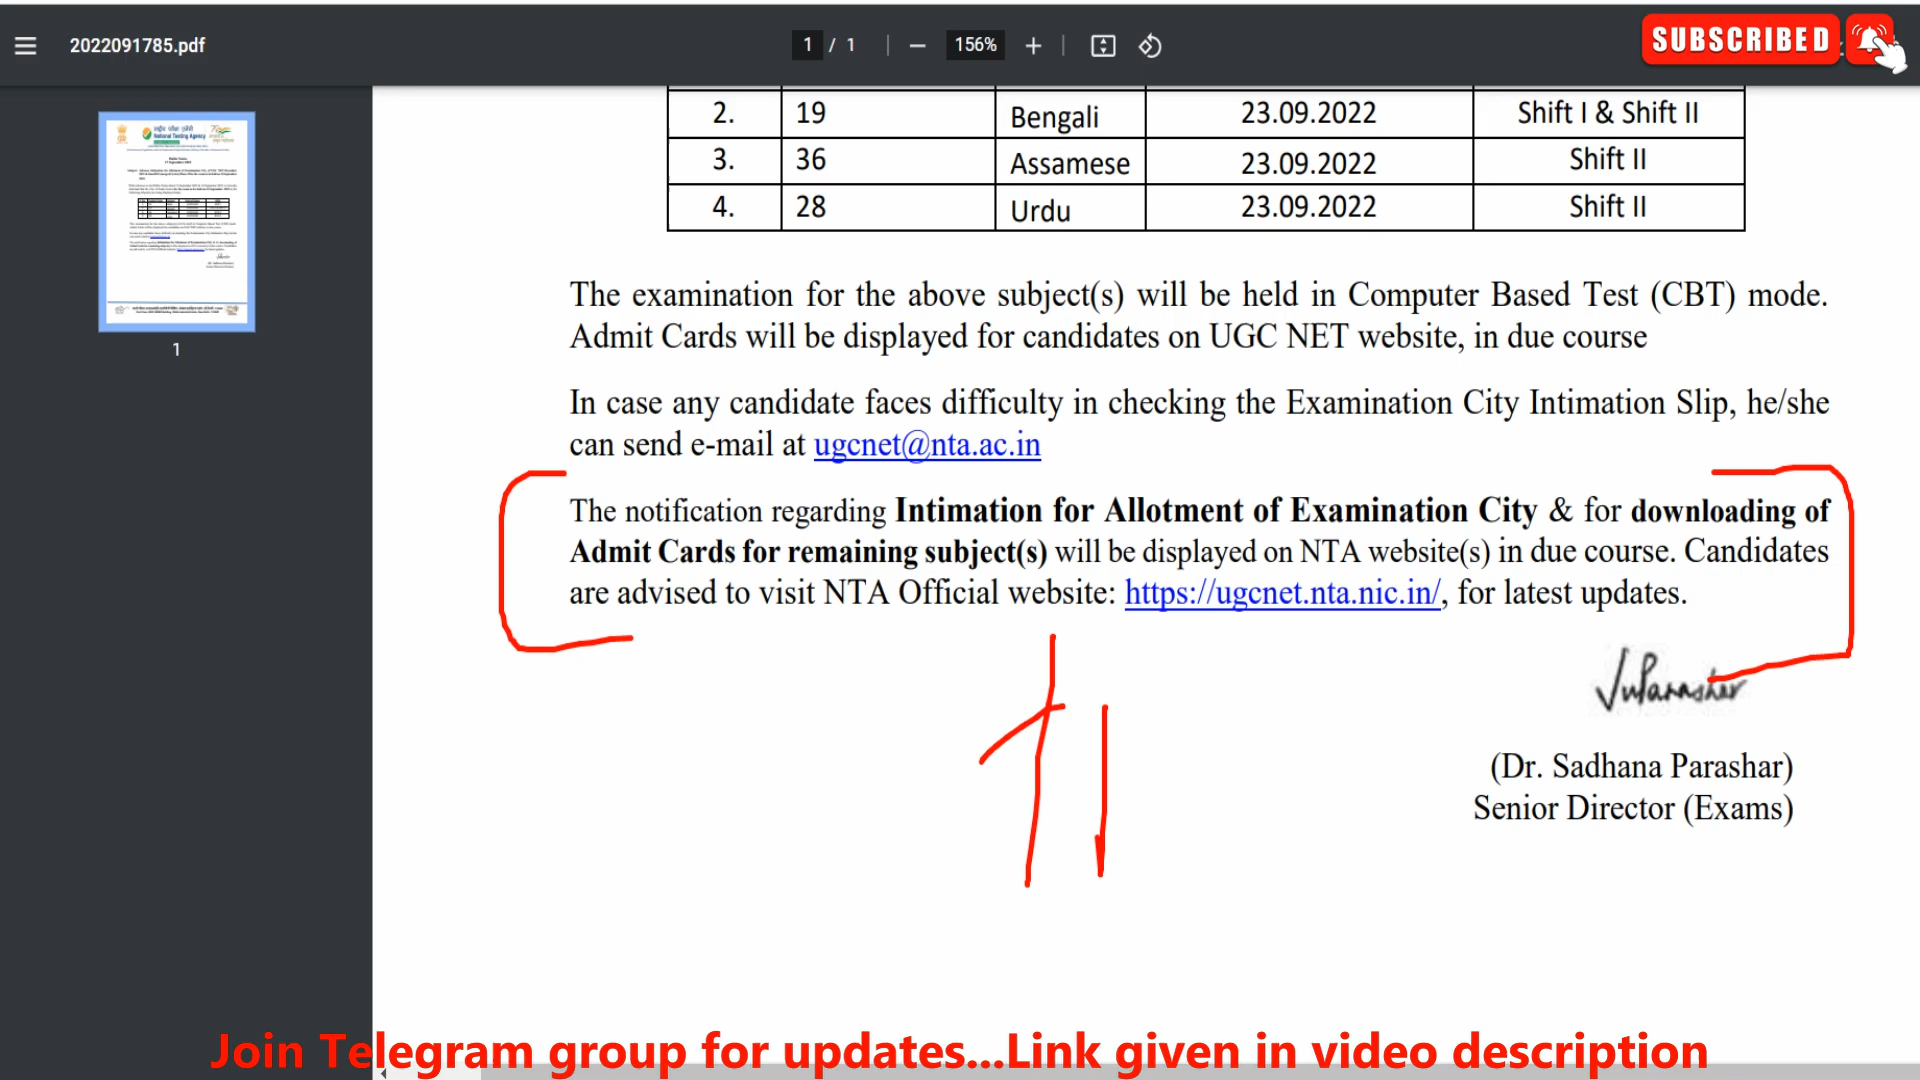 2022091785.pdf
1 / 1
156%
SUBSCRIBED
2. 19 Bengali 23.09.2022 Shift I & Shift II
3. 36 Assamese 23.09.2022 Shift II
4. 28 Urdu 23.09.2022 Shift II
The examination for the above subject(s) will be held in Computer Based Test (CBT) mode.
Admit Cards will be displayed for candidates on UGC NET website, in due course
In case any candidate faces difficulty in checking the Examination City Intimation Slip, he/she
can send e-mail at ugcnet@nta.ac.in
The notification regarding Intimation for Allotment of Examination City & for downloading of
Admit Cards for remaining subject(s) will be displayed on NTA website(s) in due course. Candidates
are advised to visit NTA Official website: https://ugcnet.nta.nic.in/, for latest updates.
(Dr. Sadhana Parashar)
Senior Director (Exams)
1
Join Telegram group for updates...Link given in video description